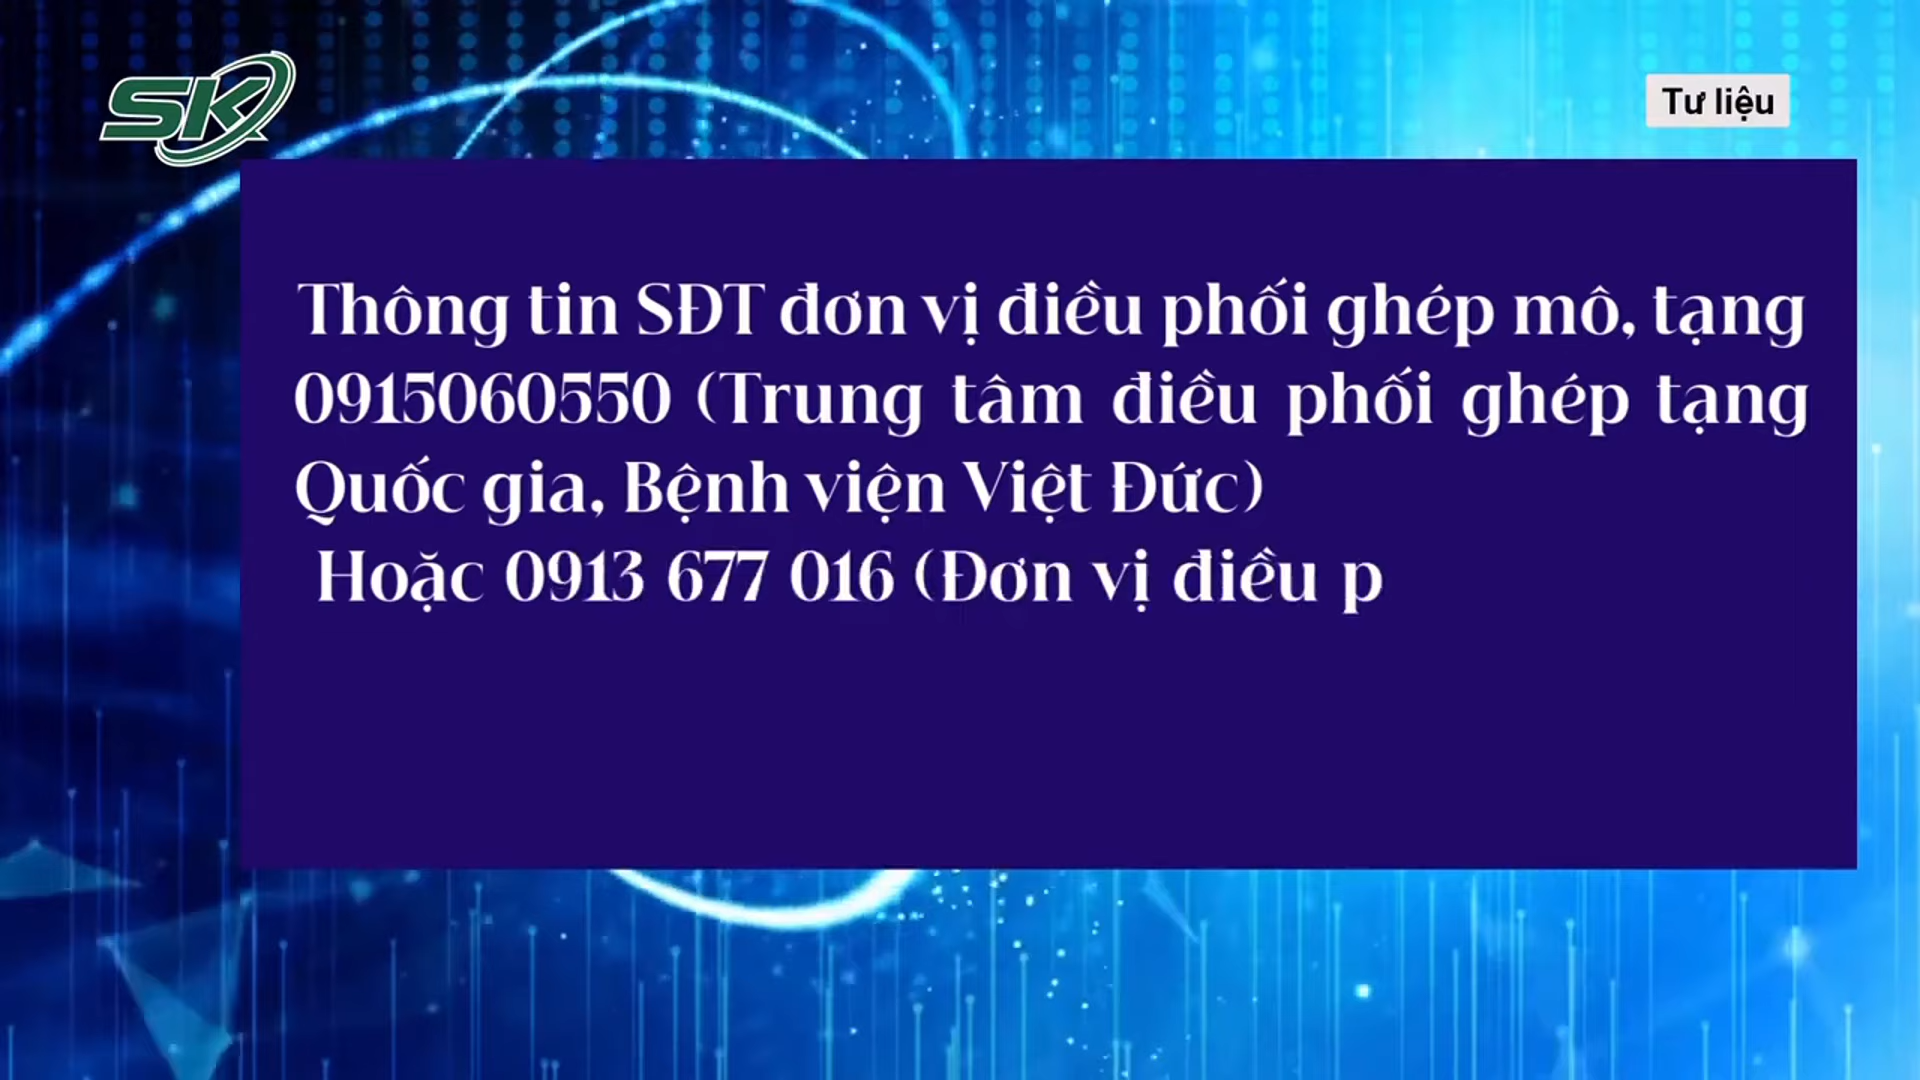 SK
Tư liệu
Thông tin SĐT đơn vị điều phối ghép mô, tạng
0915060550 (Trung tâm điều phối ghép tạng
Quốc gia, Bệnh viện Việt Đức)
Hoặc 0913 677 016 (Đơn vị điều p